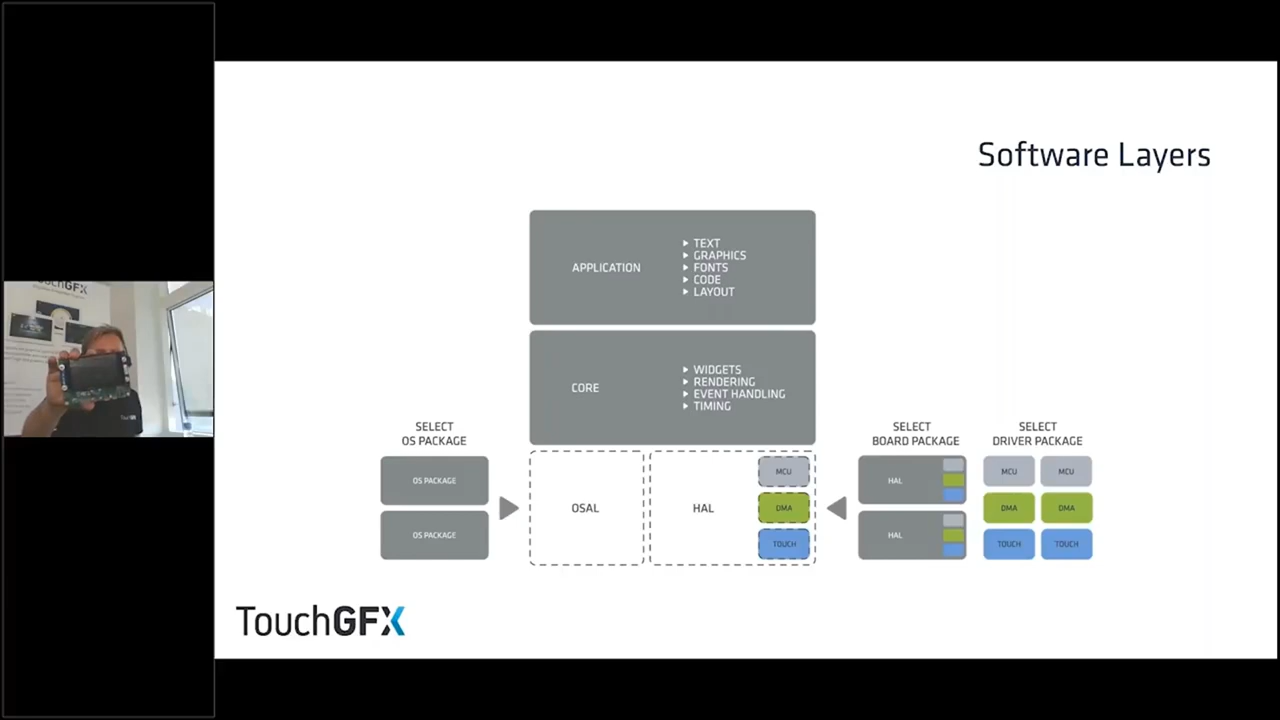 Software Layers
APPLICATION
▶ TEXT
▶ GRAPHICS
▶ FONTS
▶ CODE
▶ LAYOUT
CORE
▶ WIDGETS
▶ RENDERING
▶ EVENT HANDLING
▶ TIMING
SELECT
OS PACKAGE
OS PACKAGE
OS PACKAGE
OSAL
HAL
MCU
DMA
TOUCH
SELECT
BOARD PACKAGE
HAL
HAL
SELECT
DRIVER PACKAGE
MCU MCU
DMA DMA
TOUCH TOUCH
TouchGFX